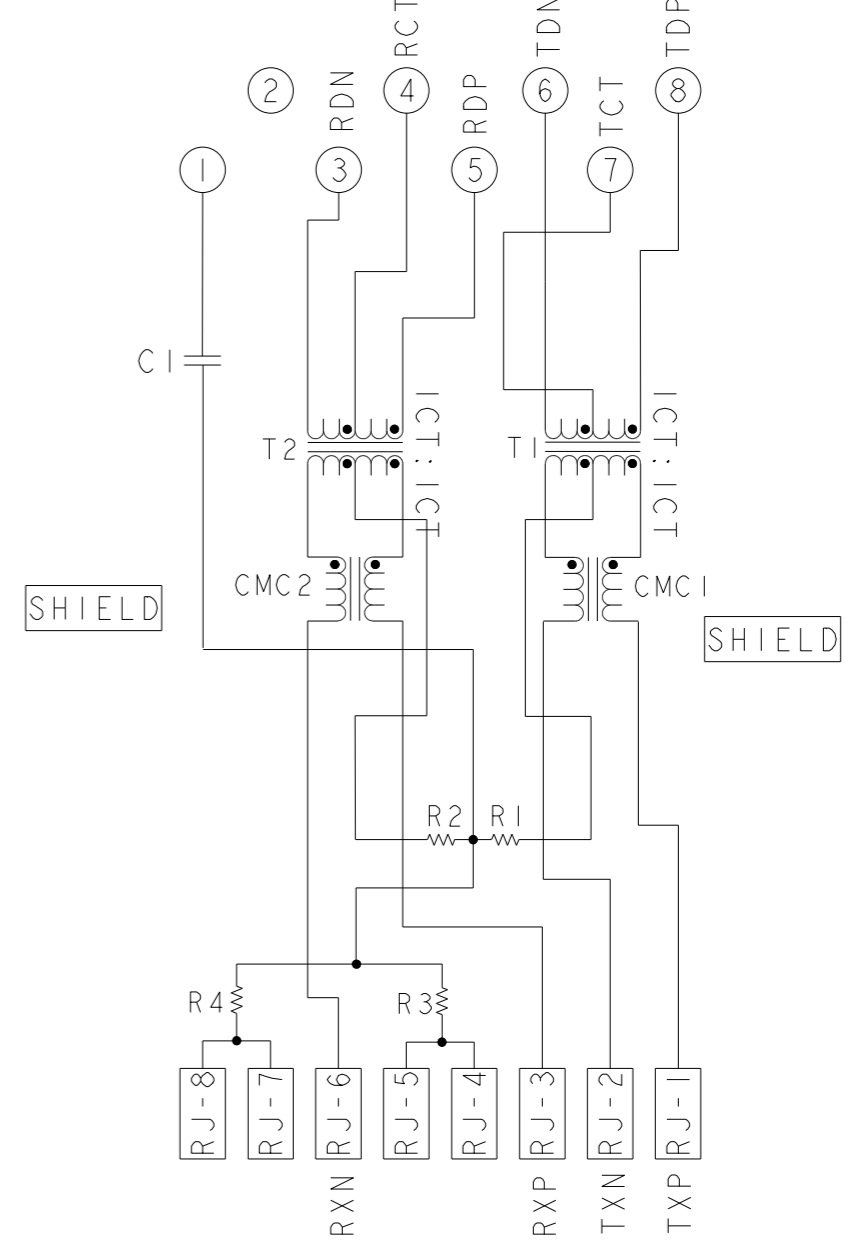 RCT
TDN
TDP
2
RDN
4
RDP
6
TCT
8
1
3
5
7
C1
T2
1CT:1CT
T1
1CT:1CT
CMC2
CMC1
SHIELD
SHIELD
R2
R1
R4
R3
RJ-8
RJ-7
RJ-6
RJ-5
RJ-4
RJ-3
RJ-2
RJ-1
RXN
RXP
TXN
TXP